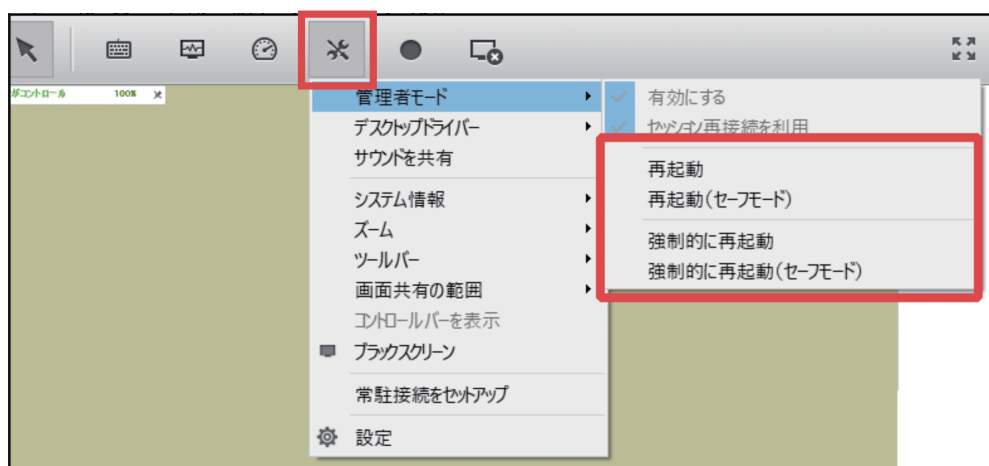 ｶﾞｺﾝﾄﾛｰﾙ 100%
管理者モード
デスクトップドライバー
サウンドを共有
システム情報
ズーム
ツールバー
画面共有の範囲
コントロールバーを表示
ブラックスクリーン
常駐接続をセットアップ
設定
有効にする
セッション再接続を利用
再起動
再起動(セーフモード)
強制的に再起動
強制的に再起動(セーフモード)